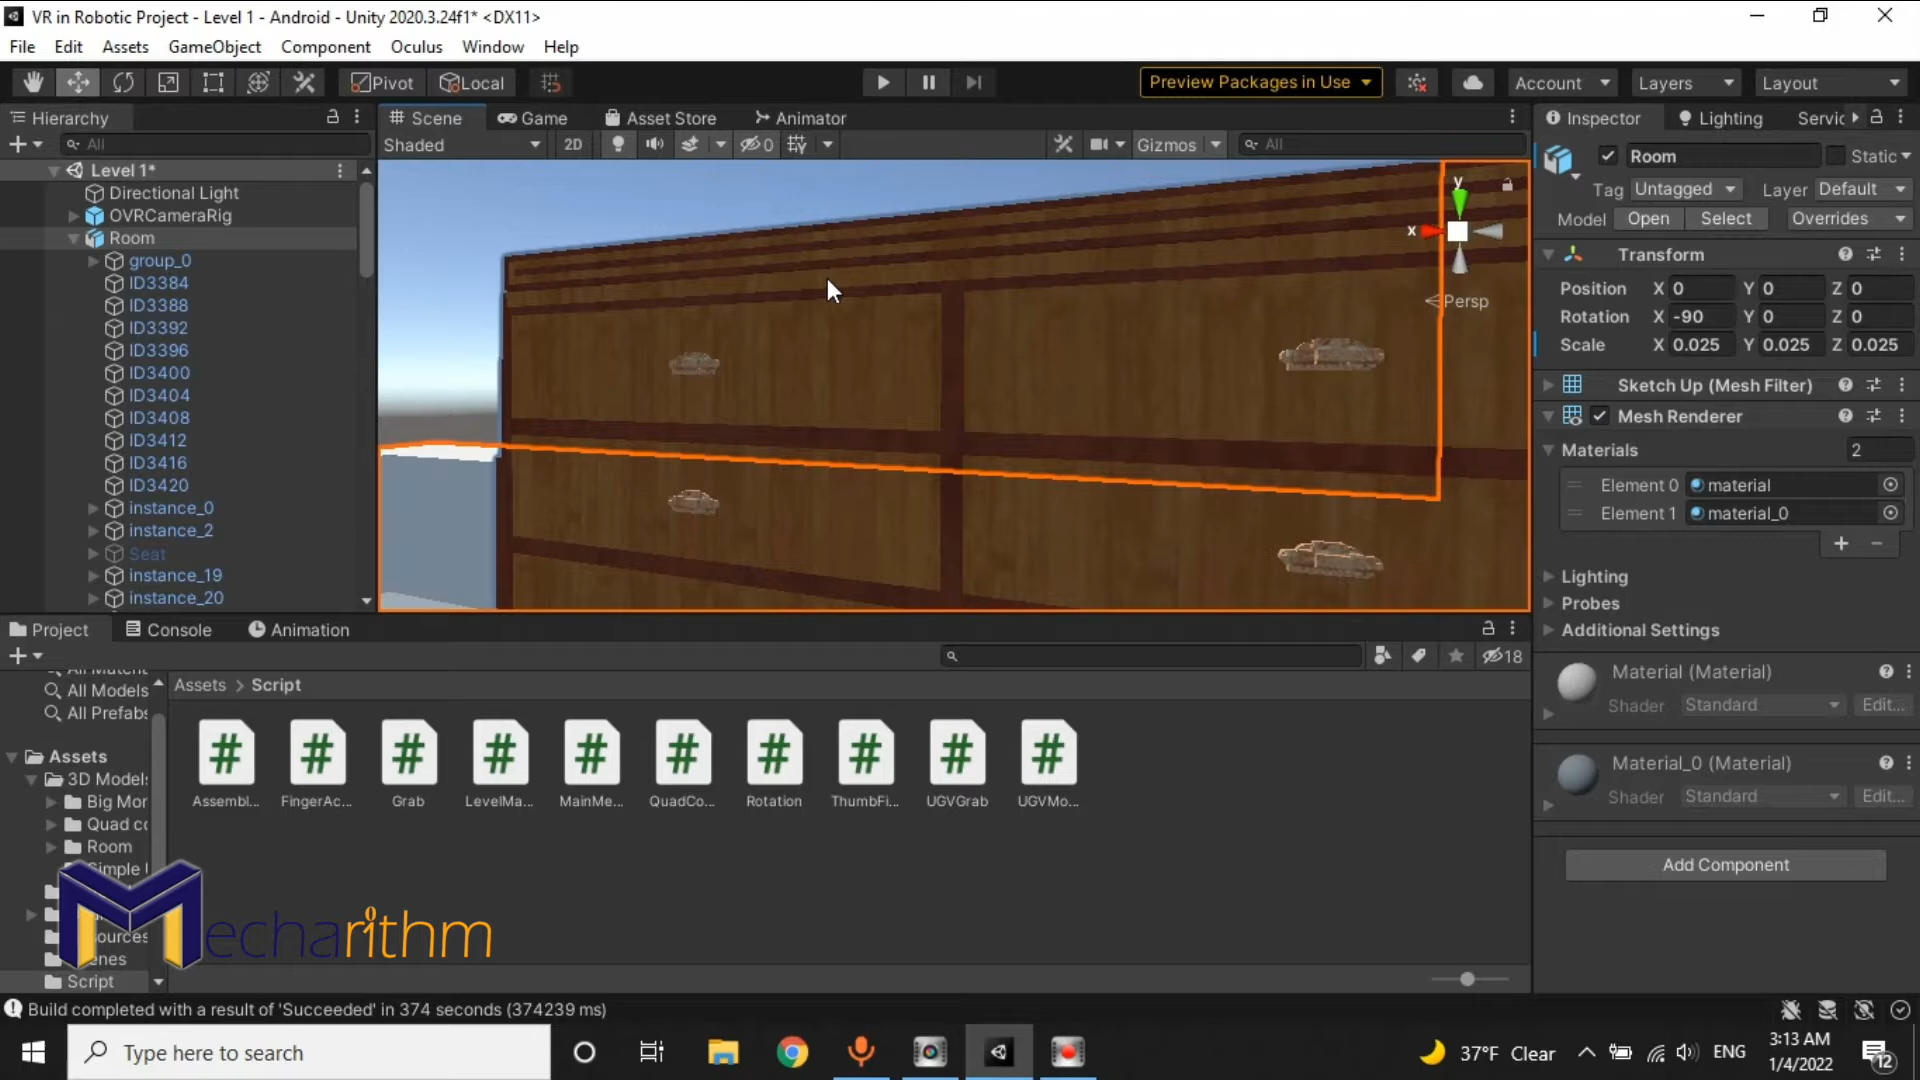 VR in Robotic Project - Level 1 - Android - Unity 2020.3.24f1* <DX11>
File Edit Assets GameObject Component Oculus Window Help
Pivot Local Preview Packages in Use Account Layers Layout
Hierarchy
All
Level 1*
Directional Light
OVRCameraRig
Room
group_0
ID3384
ID3388
ID3392
ID3396
ID3400
ID3404
ID3408
ID3412
ID3416
ID3420
instance_0
instance_2
Seat
instance_19
instance_20
Scene Game Asset Store Animator
Shaded 2D 0 Gizmos All
y
x
Persp
Inspector Lighting Servic
Room Static
Tag Untagged Layer Default
Model Open Select Overrides
Transform
Position X 0 Y 0 Z 0
Rotation X -90 Y 0 Z 0
Scale X 0.025 Y 0.025 Z 0.025
Sketch Up (Mesh Filter)
Mesh Renderer
Materials 2
Element 0 material
Element 1 material_0
Lighting
Probes
Additional Settings
Material (Material)
Shader Standard Edit...
Material_0 (Material)
Shader Standard Edit...
Add Component
Project Console Animation
18
All Models
All Prefabs
Assets
3D Models
Big Mor
Quad co
Room
Simple
ources
enes
Script
Assets > Script
Assembl... FingerAc... Grab LevelMa... MainMe... QuadCo... Rotation ThumbFi... UGVGrab UGVMo...
Mecharithm
Build completed with a result of 'Succeeded' in 374 seconds (374239 ms)
Type here to search
37°F Clear
ENG
3:13 AM
1/4/2022
12